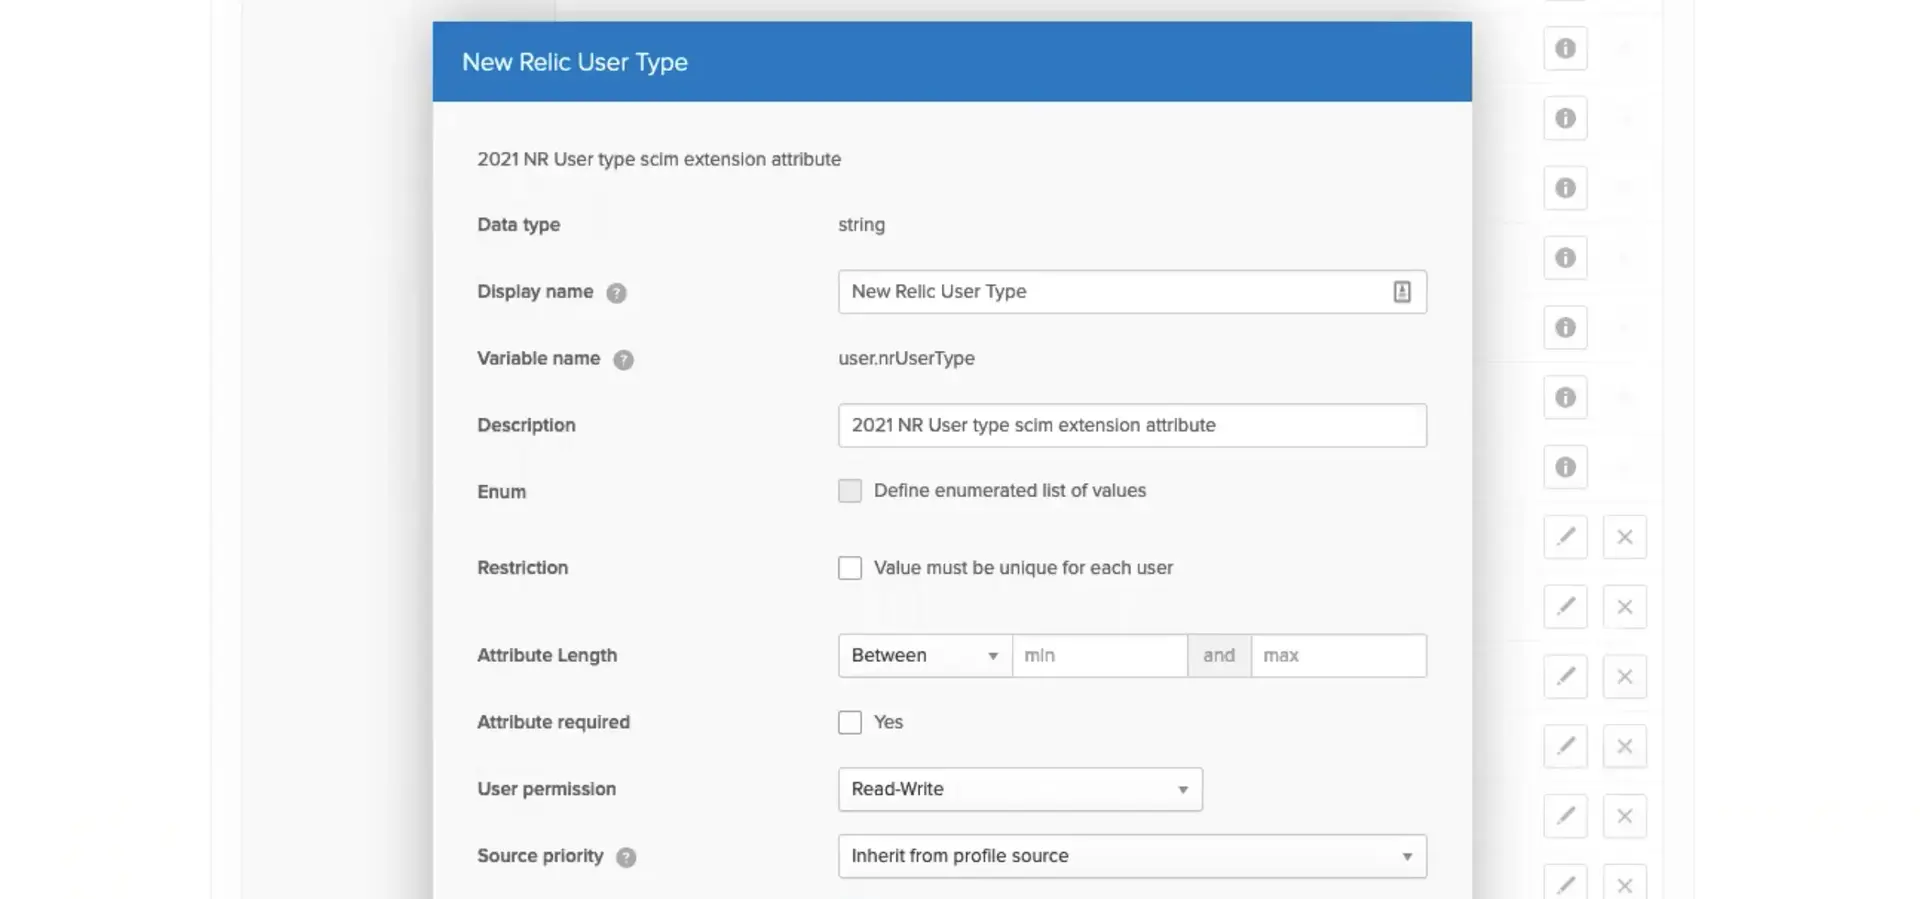 New Relic User Type
2021 NR User type scim extension attribute
Data type string
Display name ? New Relic User Type
Variable name ? user.nrUserType
Description 2021 NR User type scim extension attribute
Enum Define enumerated list of values
Restriction Value must be unique for each user
Attribute Length Between min and max
Attribute required Yes
User permission Read-Write
Source priority ? Inherit from profile source